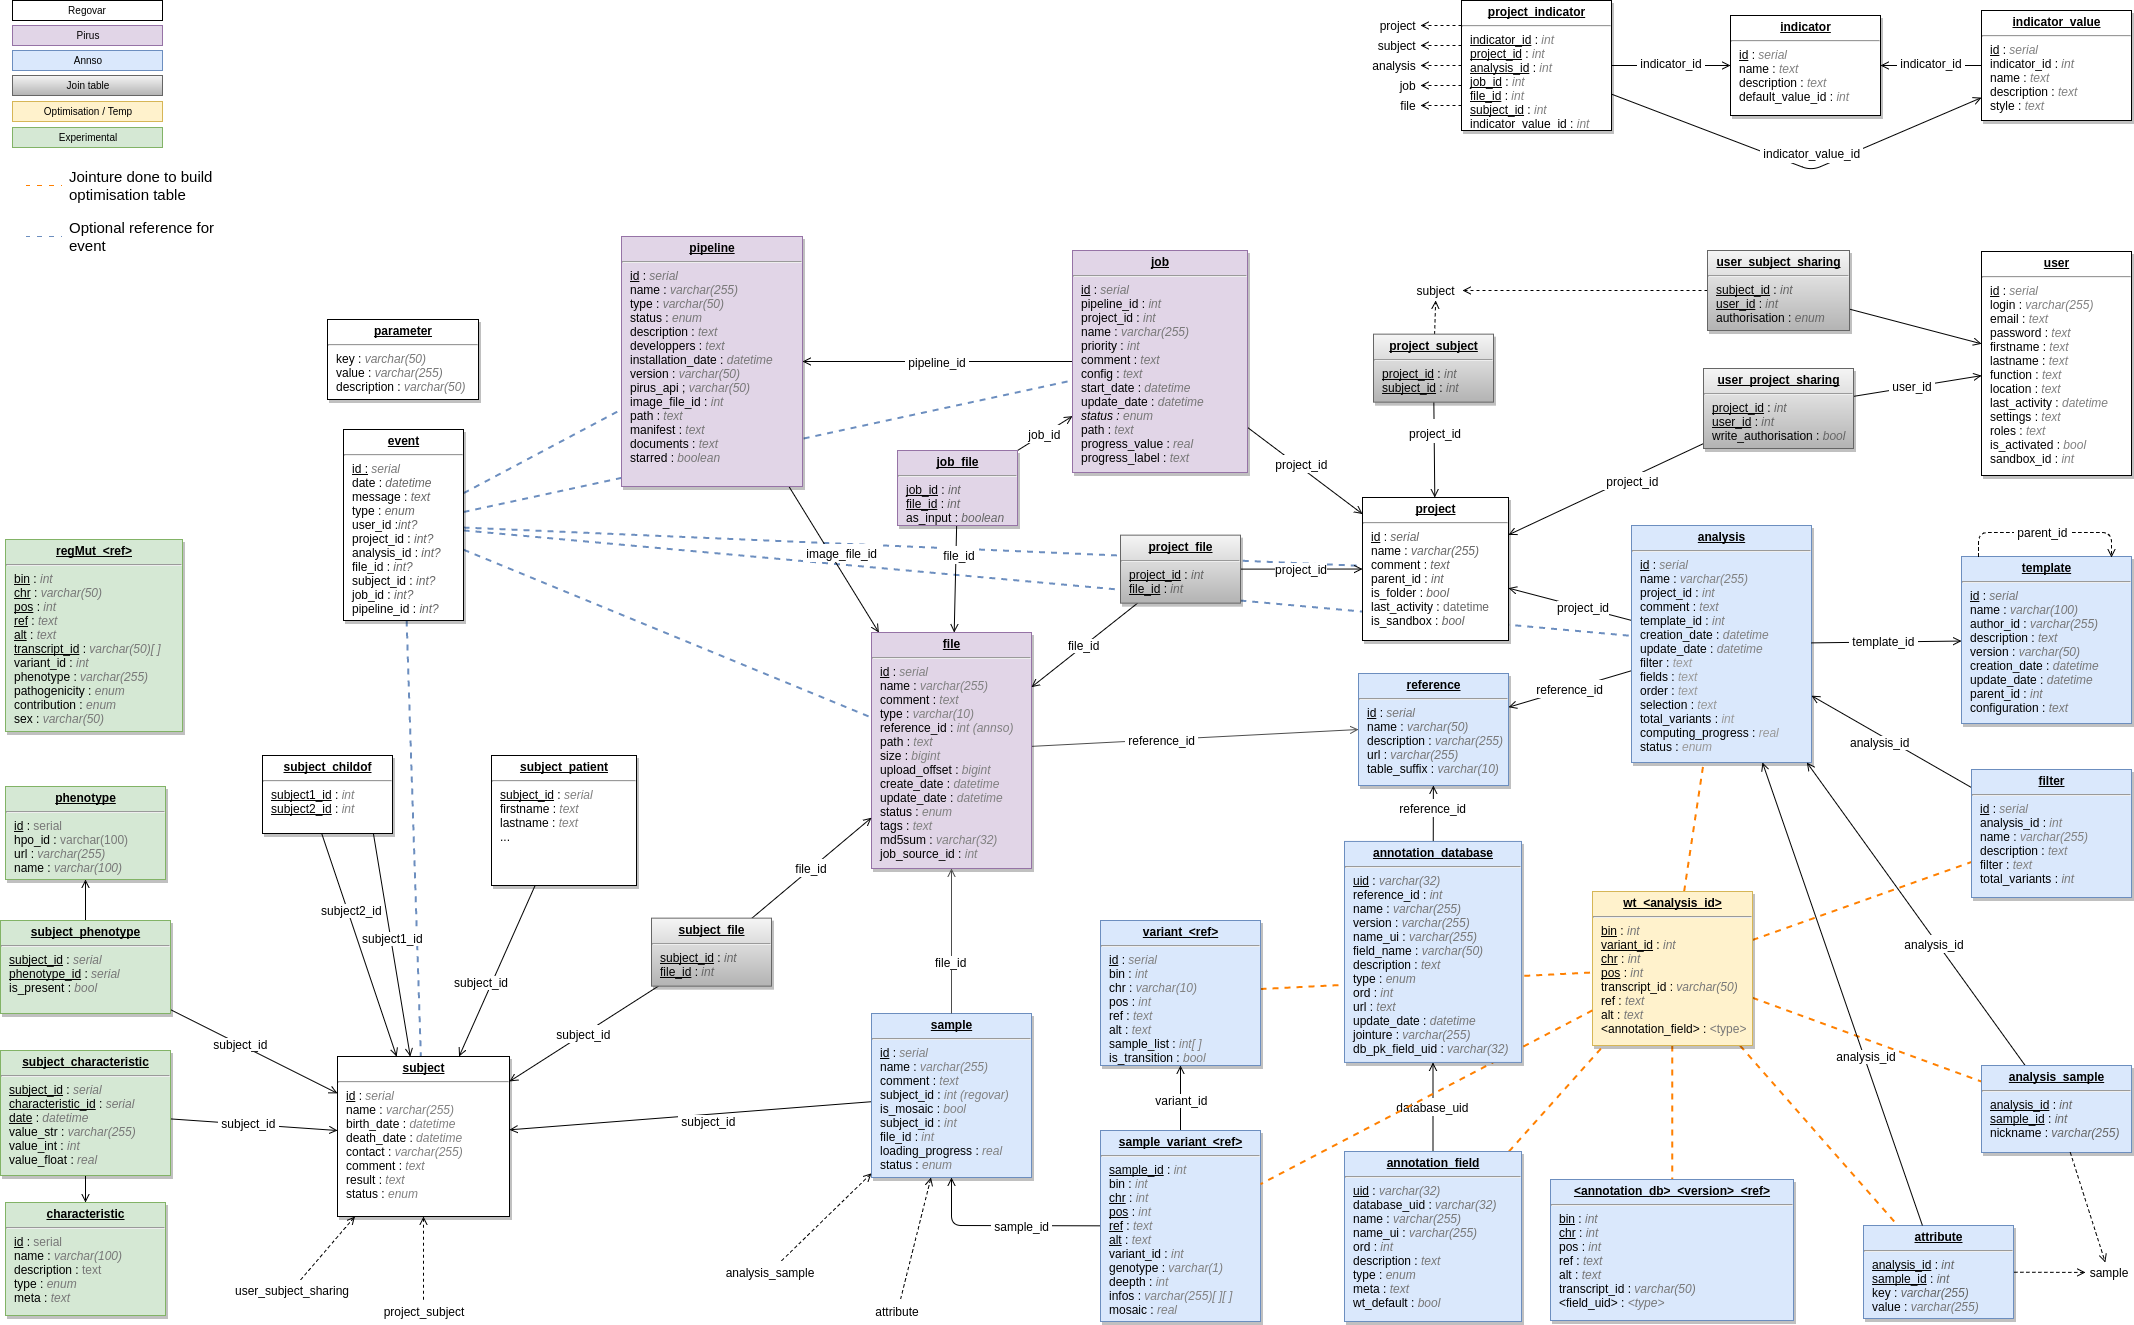 Regovar
Pirus
Annso
Join table
Optimisation / Temp
Experimental
Jointure done to build
optimisation table
Optional reference for
event
project
subject
analysis
job
file
project_indicator
indicator_id : int
project_id : int
analysis_id : int
job_id : int
file_id : int
subject_id : int
indicator_value_id : int
indicator_id
indicator
id : serial
name : text
description : text
default_value_id : int
indicator_id
indicator_value
id : serial
indicator_id : int
name : text
description : text
style : text
indicator_value_id
pipeline
id : serial
name : varchar(255)
type : varchar(50)
status : enum
description : text
developpers : text
installation_date : datetime
version : varchar(50)
pirus_api ; varchar(50)
image_file_id : int
path : text
manifest : text
documents : text
starred : boolean
pipeline_id
job
id : serial
pipeline_id : int
project_id : int
name : varchar(255)
priority : int
comment : text
config : text
start_date : datetime
update_date : datetime
status : enum
path : text
progress_value : real
progress_label : text
subject
user_subject_sharing
subject_id : int
user_id : int
authorisation : enum
user
id : serial
login : varchar(255)
email : text
password : text
firstname : text
lastname : text
function : text
location : text
last_activity : datetime
settings : text
roles : text
is_activated : bool
sandbox_id : int
parameter
key : varchar(50)
value : varchar(255)
description : varchar(50)
project_subject
project_id : int
subject_id : int
user_project_sharing
project_id : int
user_id : int
write_authorisation : bool
user_id
event
id : serial
date : datetime
message : text
type : enum
user_id :int?
project_id : int?
analysis_id : int?
file_id : int?
subject_id : int?
job_id : int?
pipeline_id : int?
job_id
job_file
job_id : int
file_id : int
as_input : boolean
project_id
project_id
project_id
image_file_id
file_id
project_file
project_id : int
file_id : int
project_id
project
id : serial
name : varchar(255)
comment : text
parent_id : int
is_folder : bool
last_activity : datetime
is_sandbox : bool
project_id
analysis
id : serial
name : varchar(255)
project_id : int
comment : text
template_id : int
creation_date : datetime
update_date : datetime
filter : text
fields : text
order : text
selection : text
total_variants : int
computing_progress : real
status : enum
parent_id
template
id : serial
name : varchar(100)
author_id : varchar(255)
description : text
version : varchar(50)
creation_date : datetime
update_date : datetime
parent_id : int
configuration : text
template_id
regMut_<ref>
bin : int
chr : varchar(50)
pos : int
ref : text
alt : text
transcript_id : varchar(50)[ ]
variant_id : int
phenotype : varchar(255)
pathogenicity : enum
contribution : enum
sex : varchar(50)
file_id
file
id : serial
name : varchar(255)
comment : text
type : varchar(10)
reference_id : int (annso)
path : text
size : bigint
upload_offset : bigint
create_date : datetime
update_date : datetime
status : enum
tags : text
md5sum : varchar(32)
job_source_id : int
reference_id
reference
id : serial
name : varchar(50)
description : varchar(255)
url : varchar(255)
table_suffix : varchar(10)
reference_id
analysis_id
filter
id : serial
analysis_id : int
name : varchar(255)
description : text
filter : text
total_variants : int
phenotype
id : serial
hpo_id : varchar(100)
url : varchar(255)
name : varchar(100)
subject_childof
subject1_id : int
subject2_id : int
subject_patient
subject_id : serial
firstname : text
lastname : text
...
reference_id
file_id
subject2_id
subject1_id
subject_id
subject_phenotype
subject_id : serial
phenotype_id : serial
is_present : bool
subject_file
subject_id : int
file_id : int
file_id
variant_<ref>
id : serial
bin : int
chr : varchar(10)
pos : int
ref : text
alt : text
sample_list : int[ ]
is_transition : bool
annotation_database
uid : varchar(32)
reference_id : int
name : varchar(255)
version : varchar(255)
name_ui : varchar(255)
field_name : varchar(50)
description : text
type : enum
ord : int
url : text
update_date : datetime
jointure : varchar(255)
db_pk_field_uid : varchar(32)
wt_<analysis_id>
bin : int
variant_id : int
chr : int
pos : int
transcript_id : varchar(50)
ref : text
alt : text
<annotation_field> : <type>
analysis_id
analysis_id
subject_id
subject_id
subject_characteristic
subject_id : serial
characteristic_id : serial
date : datetime
value_str : varchar(255)
value_int : int
value_float : real
subject_id
subject
id : serial
name : varchar(255)
birth_date : datetime
death_date : datetime
contact : varchar(255)
comment : text
result : text
status : enum
subject_id
sample
id : serial
name : varchar(255)
comment : text
subject_id : int (regovar)
is_mosaic : bool
subject_id : int
file_id : int
loading_progress : real
status : enum
variant_id
database_uid
analysis_sample
analysis_id : int
sample_id : int
nickname : varchar(255)
characteristic
id : serial
name : varchar(100)
description : text
type : enum
meta : text
user_subject_sharing
project_subject
analysis_sample
attribute
sample_id
sample_variant_<ref>
sample_id : int
bin : int
chr : int
pos : int
ref : text
alt : text
variant_id : int
genotype : varchar(1)
deepth : int
infos : varchar(255)[ ][ ]
mosaic : real
annotation_field
uid : varchar(32)
database_uid : varchar(32)
name : varchar(255)
name_ui : varchar(255)
ord : int
description : text
type : enum
meta : text
wt_default : bool
<annotation_db>_<version>_<ref>
bin : int
chr : int
pos : int
ref : text
alt : text
transcript_id : varchar(50)
<field_uid> : <type>
attribute
analysis_id : int
sample_id : int
key : varchar(255)
value : varchar(255)
sample